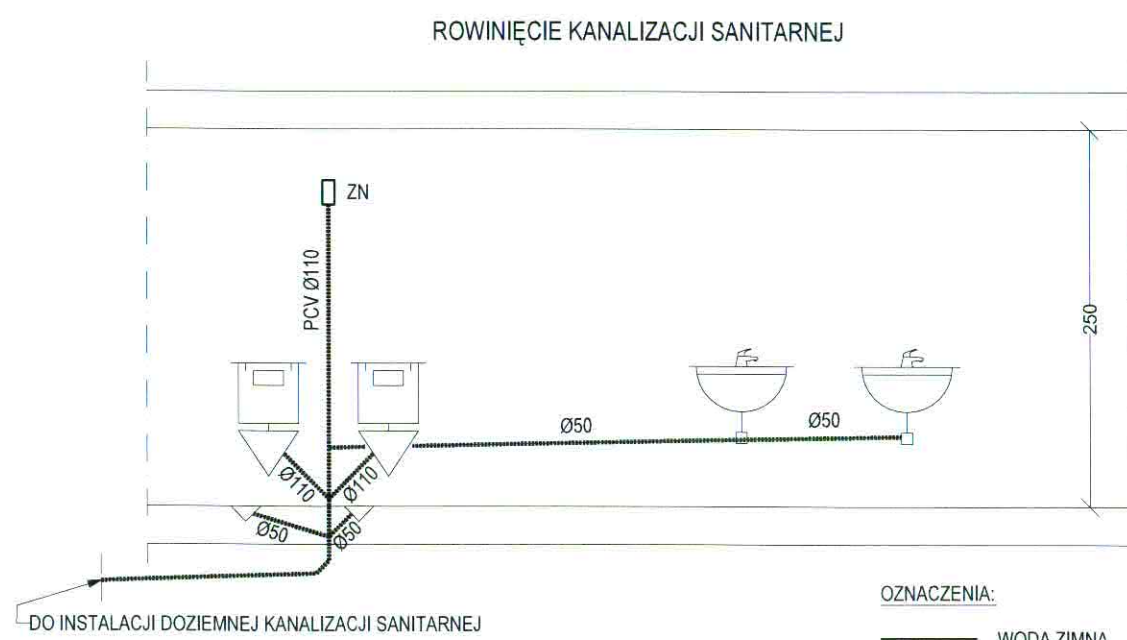 ROWINIĘCIE KANALIZACJI SANITARNEJ
ZN
PCV Ø110
250
Ø50
Ø50
Ø110
Ø110
Ø50
Ø50
DO INSTALACJI DOZIEMNEJ KANALIZACJI SANITARNEJ
OZNACZENIA:
WODA ZIMNA